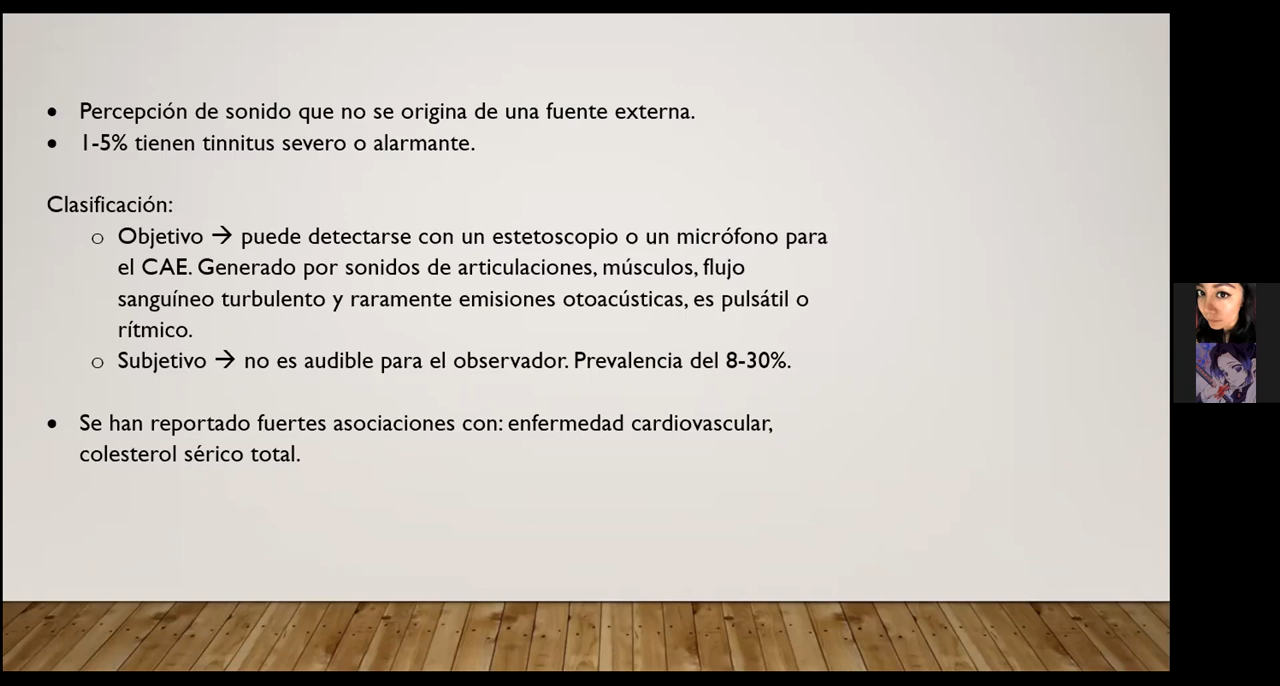 • Percepción de sonido que no se origina de una fuente externa.
• 1-5% tienen tinnitus severo o alarmante.
Clasificación:
o Objetivo → puede detectarse con un estetoscopio o un micrófono para
el CAE. Generado por sonidos de articulaciones, músculos, flujo
sanguíneo turbulento y raramente emisiones otoacústicas, es pulsátil o
rítmico.
o Subjetivo → no es audible para el observador. Prevalencia del 8-30%.
• Se han reportado fuertes asociaciones con: enfermedad cardiovascular,
colesterol sérico total.